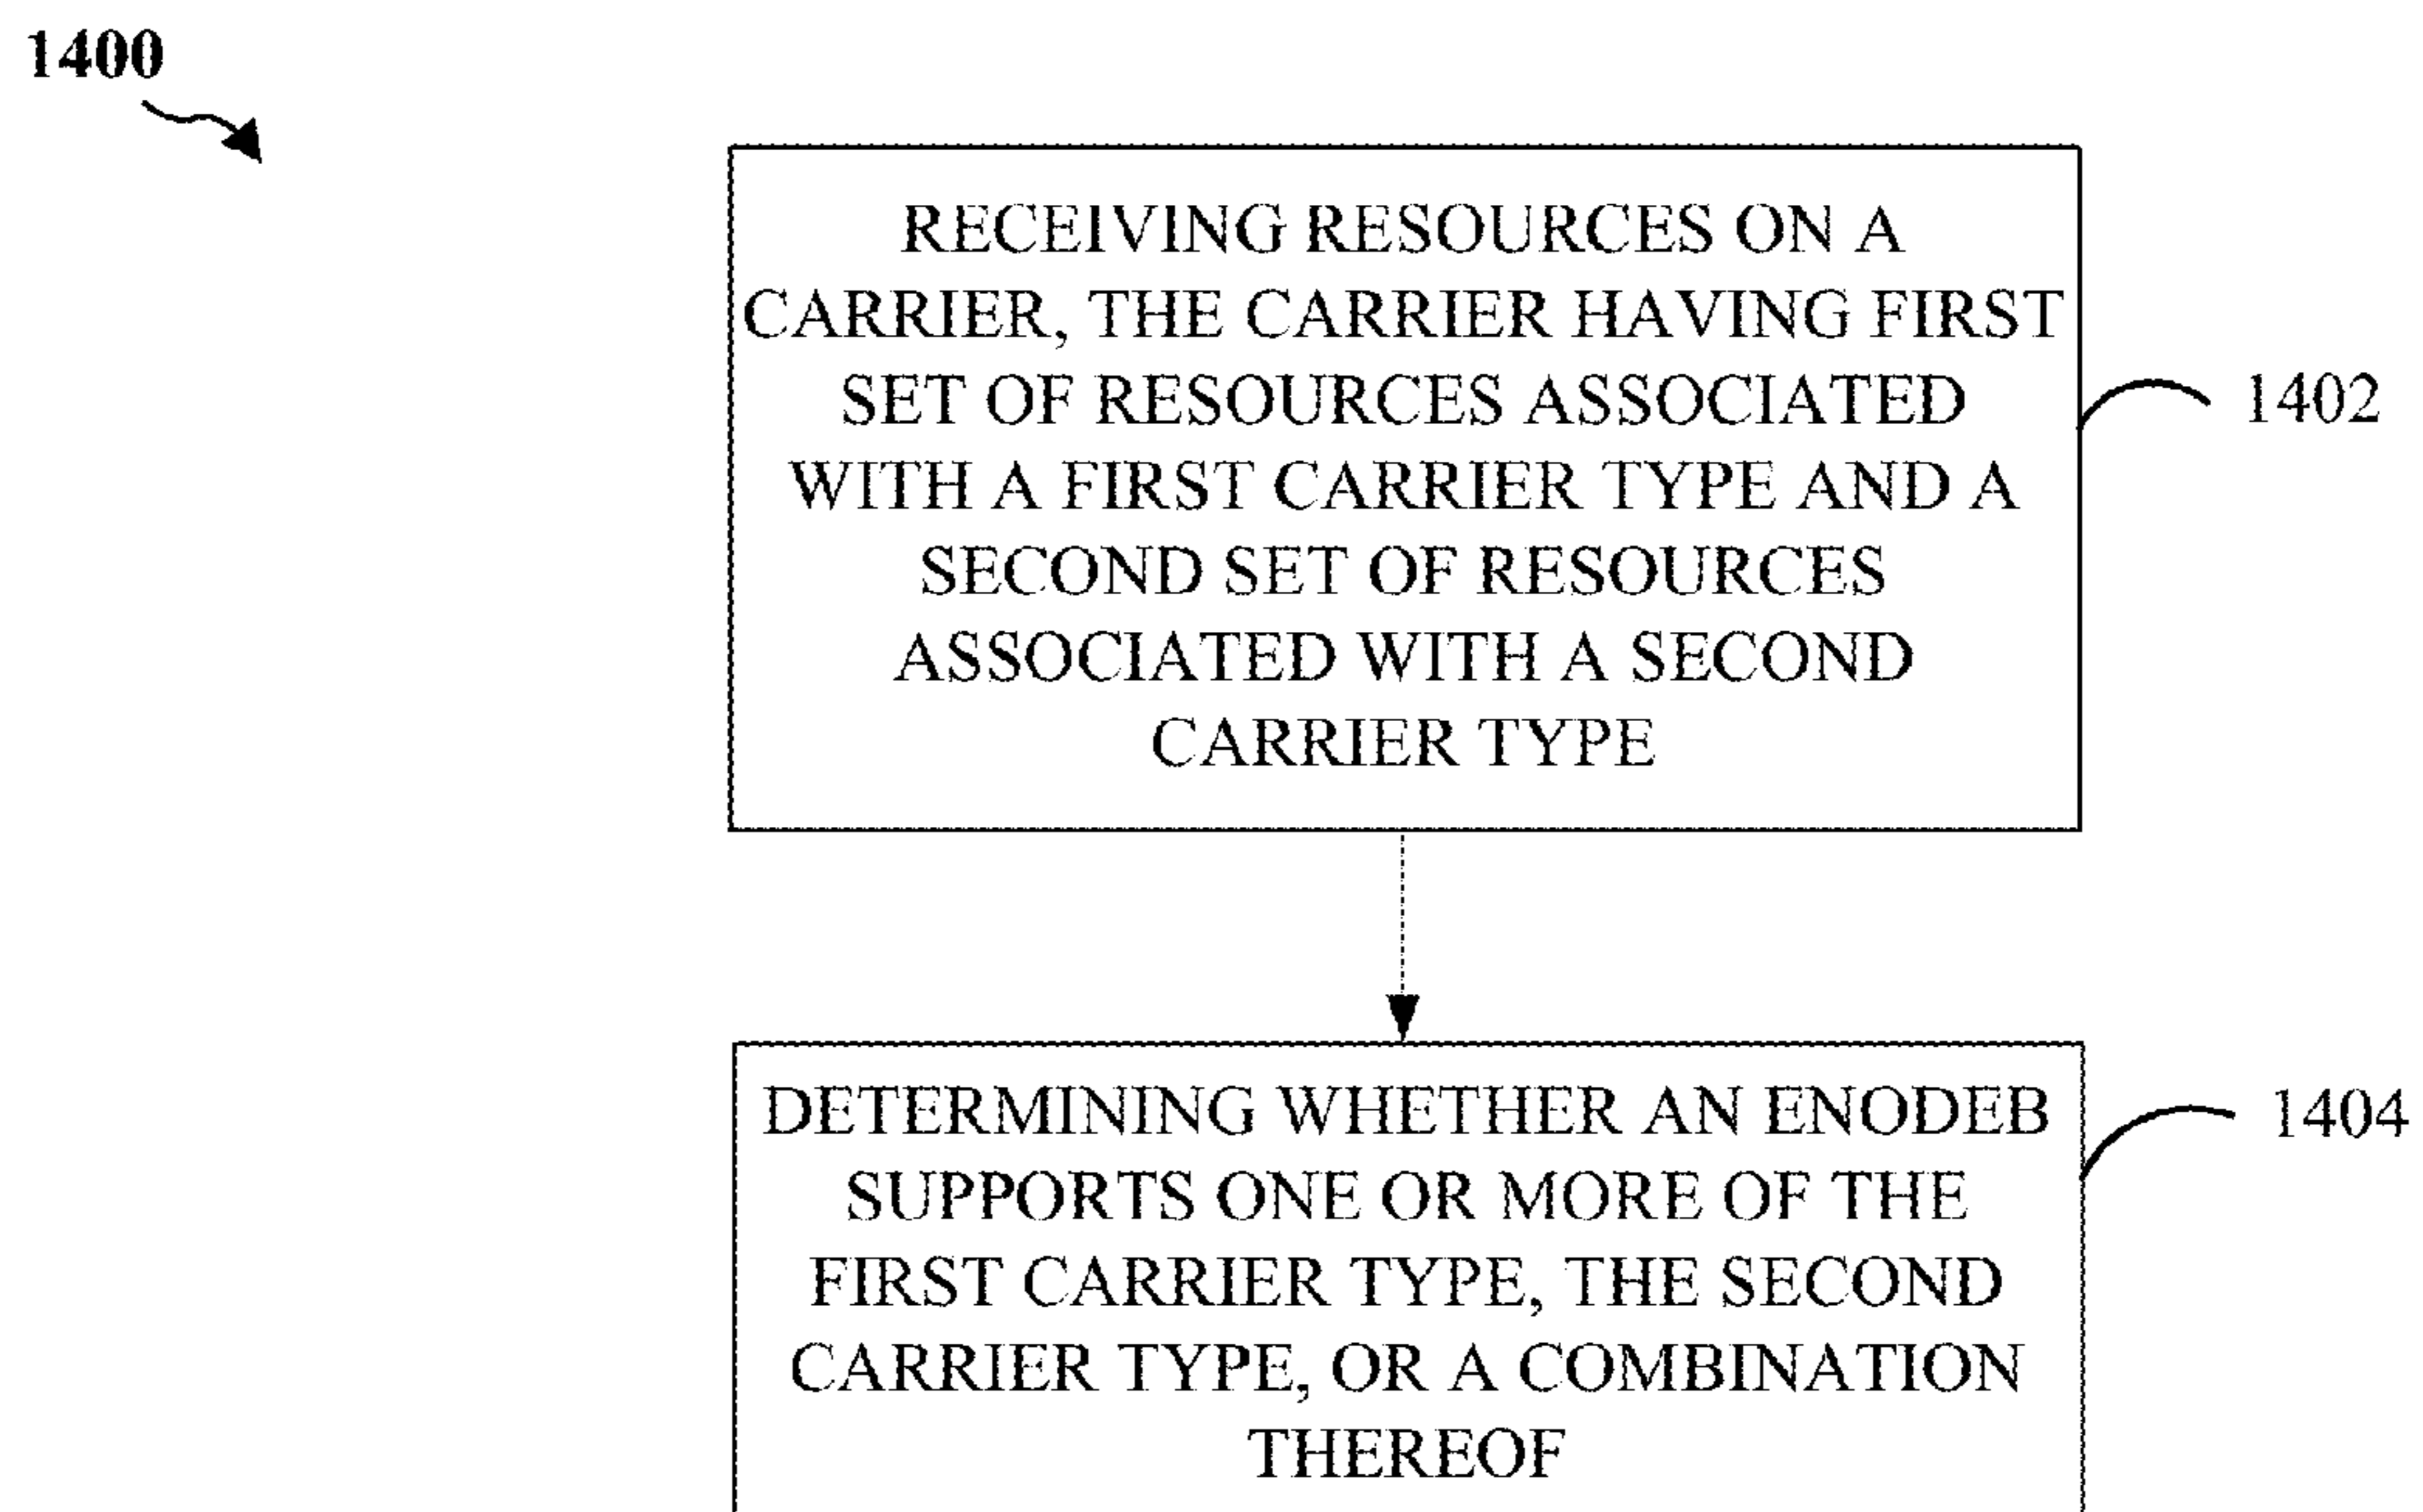 1400
RECEIVING RESOURCES ON A
CARRIER, THE CARRIER HAVING FIRST
SET OF RESOURCES ASSOCIATED
WITH A FIRST CARRIER TYPE AND A
SECOND SET OF RESOURCES
ASSOCIATED WITH A SECOND
CARRIER TYPE
1402
DETERMINING WHETHER AN ENODEB
SUPPORTS ONE OR MORE OF THE
FIRST CARRIER TYPE, THE SECOND
CARRIER TYPE, OR A COMBINATION
THEREOF
1404